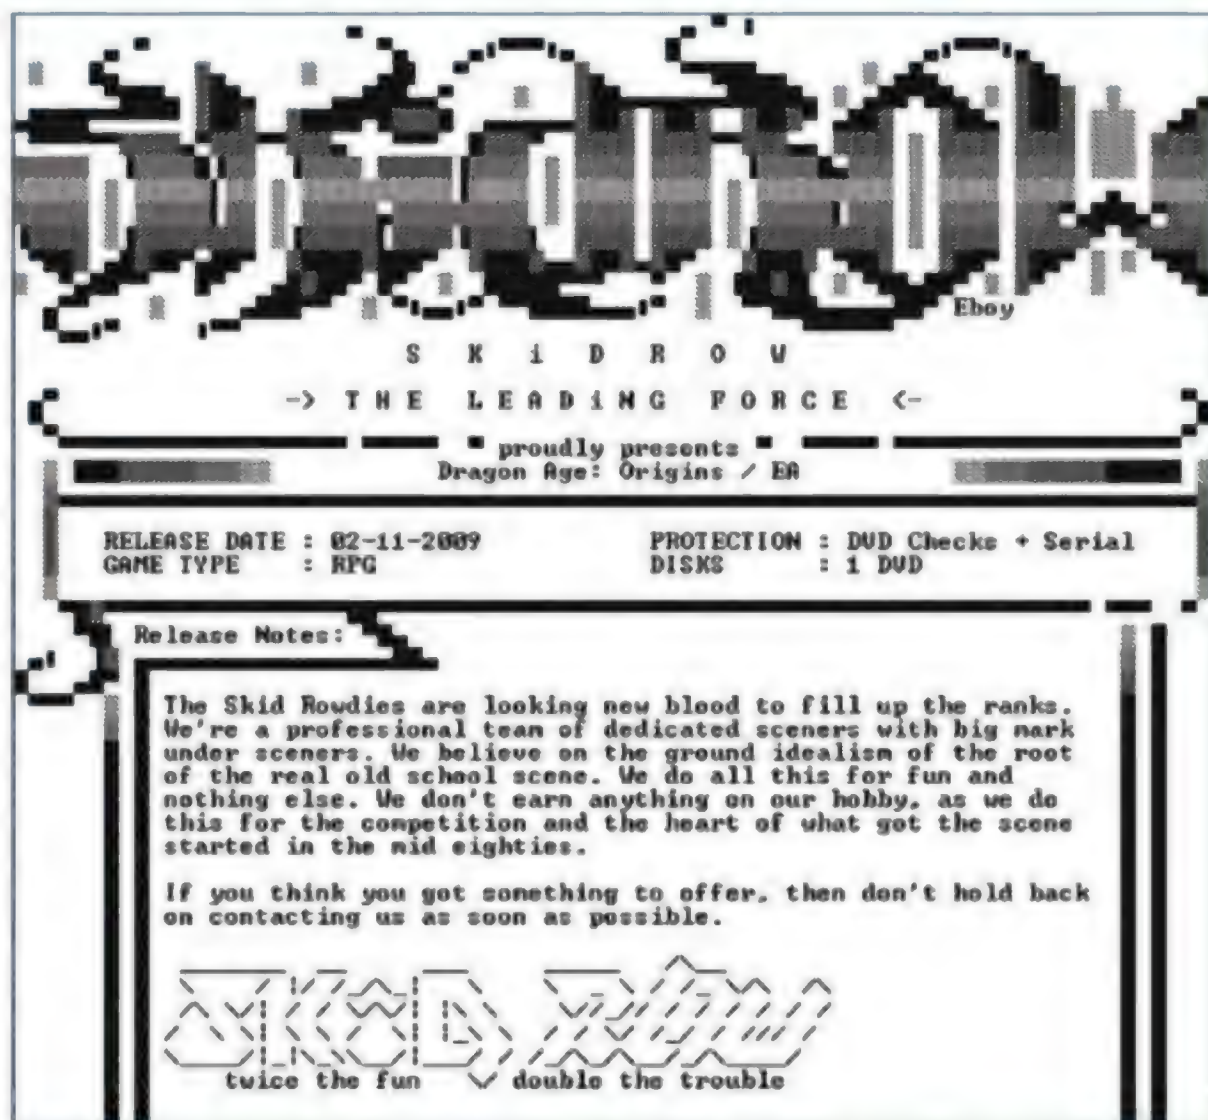 Eboy
S K i D R O W
-> T H E L E A D i N G F O R C E <-
proudly presents
Dragon Age: Origins / EA
RELEASE DATE : 02-11-2009 PROTECTION : DVD Checks + Serial
GAME TYPE : RPG DISKS : 1 DVD
Release Notes:
The Skid Rowdies are looking new blood to fill up the ranks.
We're a professional team of dedicated sceners with big mark
under sceners. We believe on the ground idealism of the root
of the real old school scene. We do all this for fun and
nothing else. We don't earn anything on our hobby, as we do
this for the competition and the heart of what got the scene
started in the mid eighties.
If you think you got something to offer, then don't hold back
on contacting us as soon as possible.
SKiD ROW
twice the fun \/ double the trouble